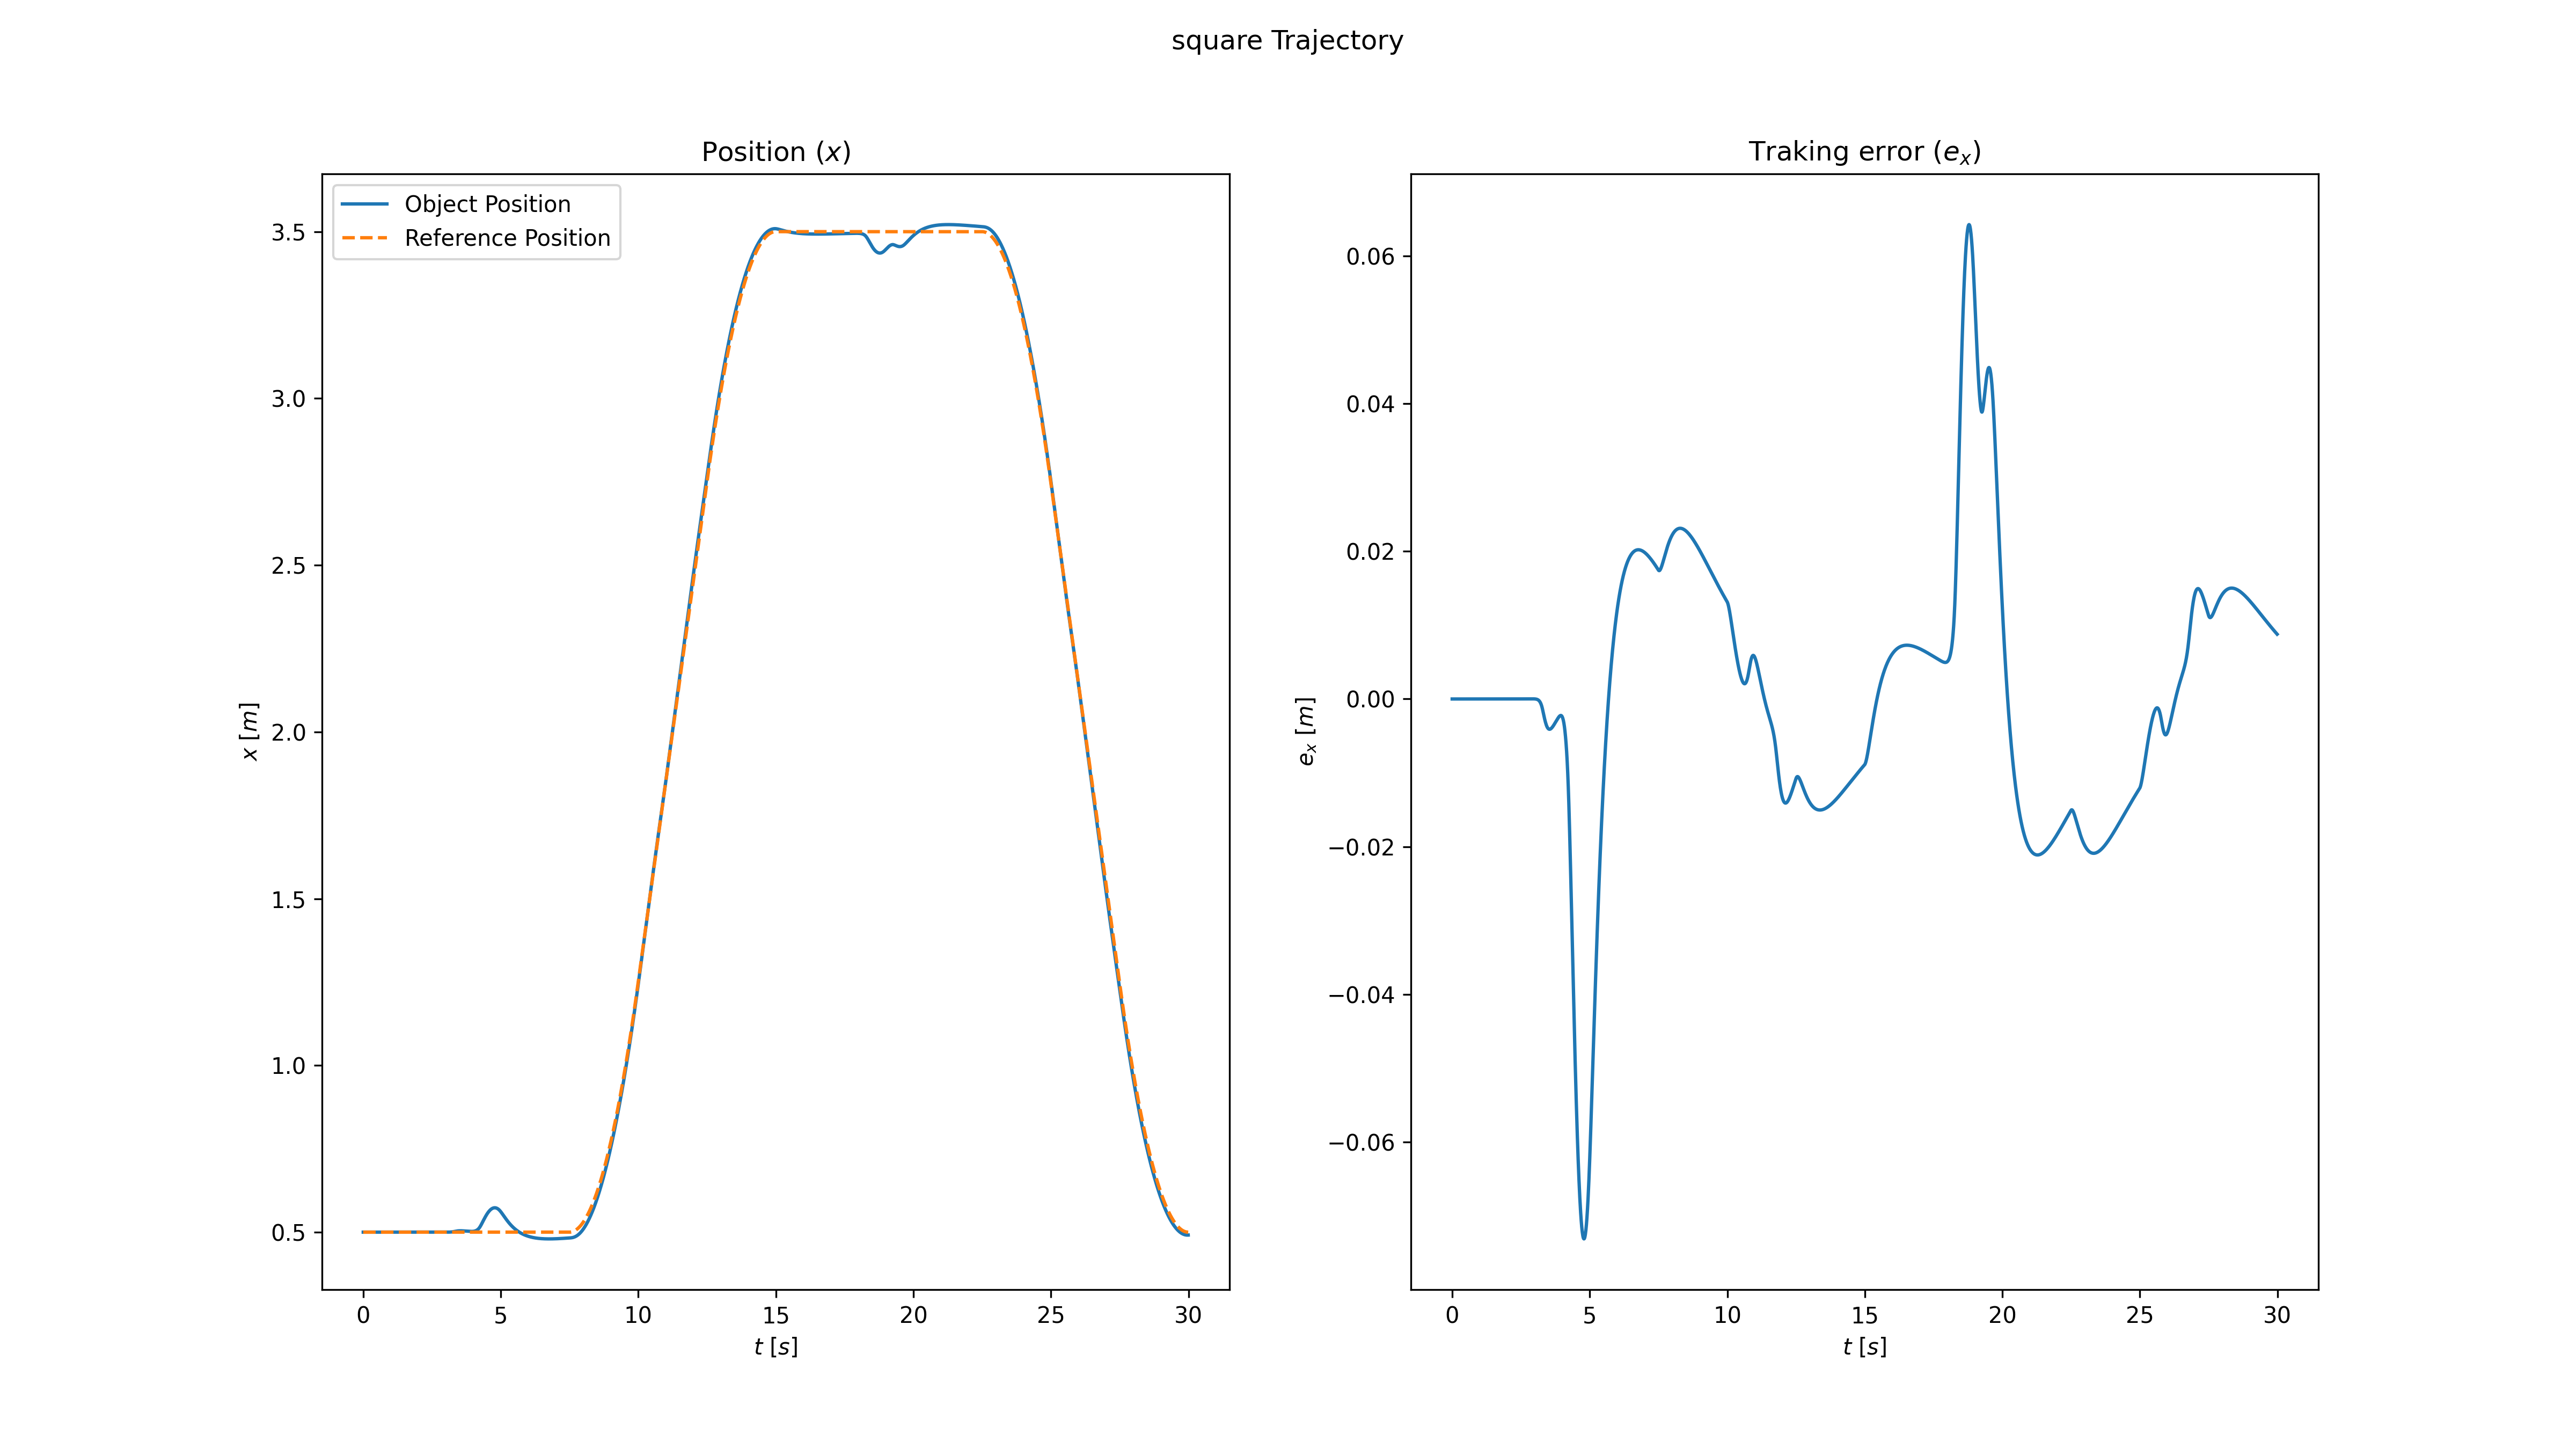 square Trajectory
Position (x)
Object Position
Reference Position
3.5
3.0
2.5
2.0
1.5
1.0
0.5
x [m]
0 5 10 15 20 25 30
t [s]
Traking error (eₓ)
0.06
0.04
0.02
0.00
−0.02
−0.04
−0.06
eₓ [m]
0 5 10 15 20 25 30
t [s]